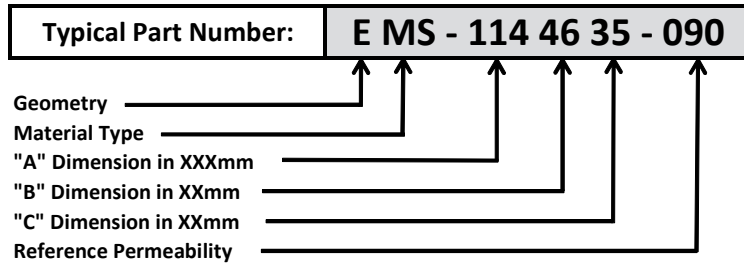 Typical Part Number: E MS - 114 46 35 - 090
Geometry
Material Type
"A" Dimension in XXXmm
"B" Dimension in XXmm
"C" Dimension in XXmm
Reference Permeability